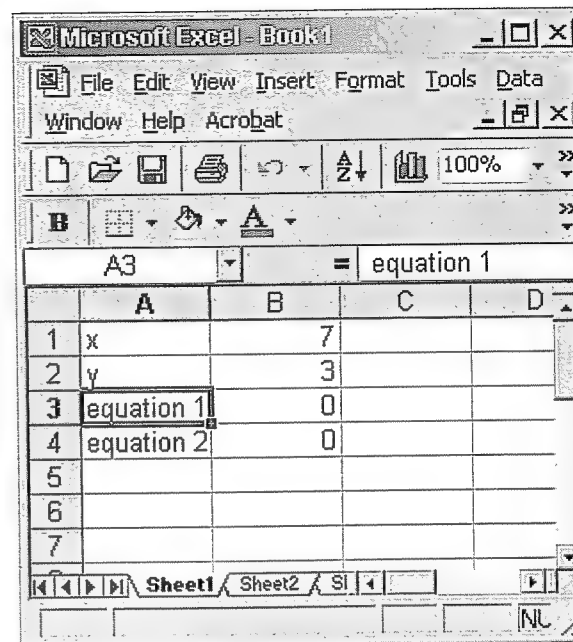 Microsoft Excel - Book1
File Edit View Insert Format Tools Data
Window Help Acrobat
100%
B A
A3 = equation 1
A B C D
1 x 7
2 y 3
3 equation 1 0
4 equation 2 0
5
6
7
Sheet1 Sheet2